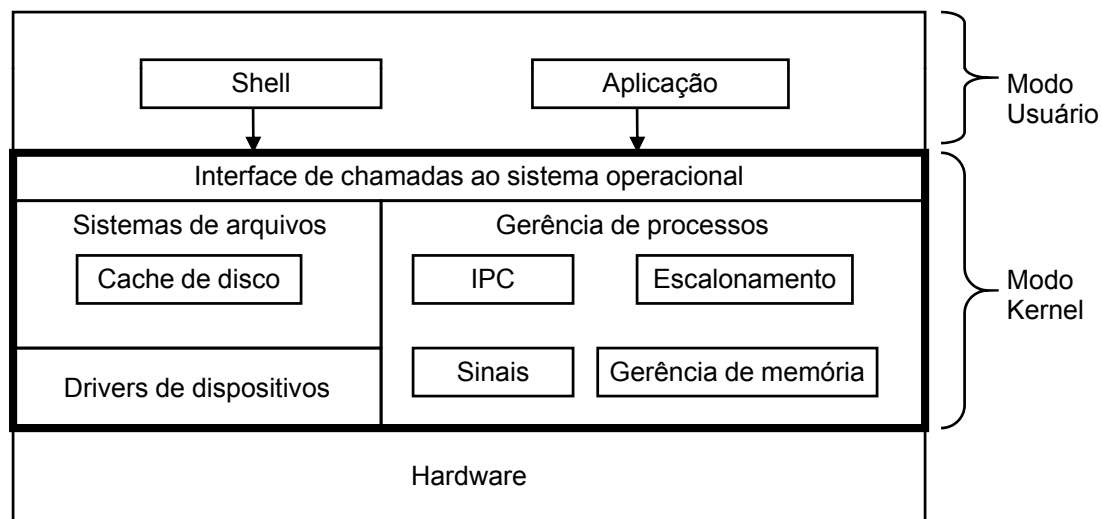 Shell
Aplicação
Modo
Usuário
Interface de chamadas ao sistema operacional
Sistemas de arquivos
Cache de disco
Drivers de dispositivos
Gerência de processos
IPC
Escalonamento
Sinais
Gerência de memória
Modo
Kernel
Hardware